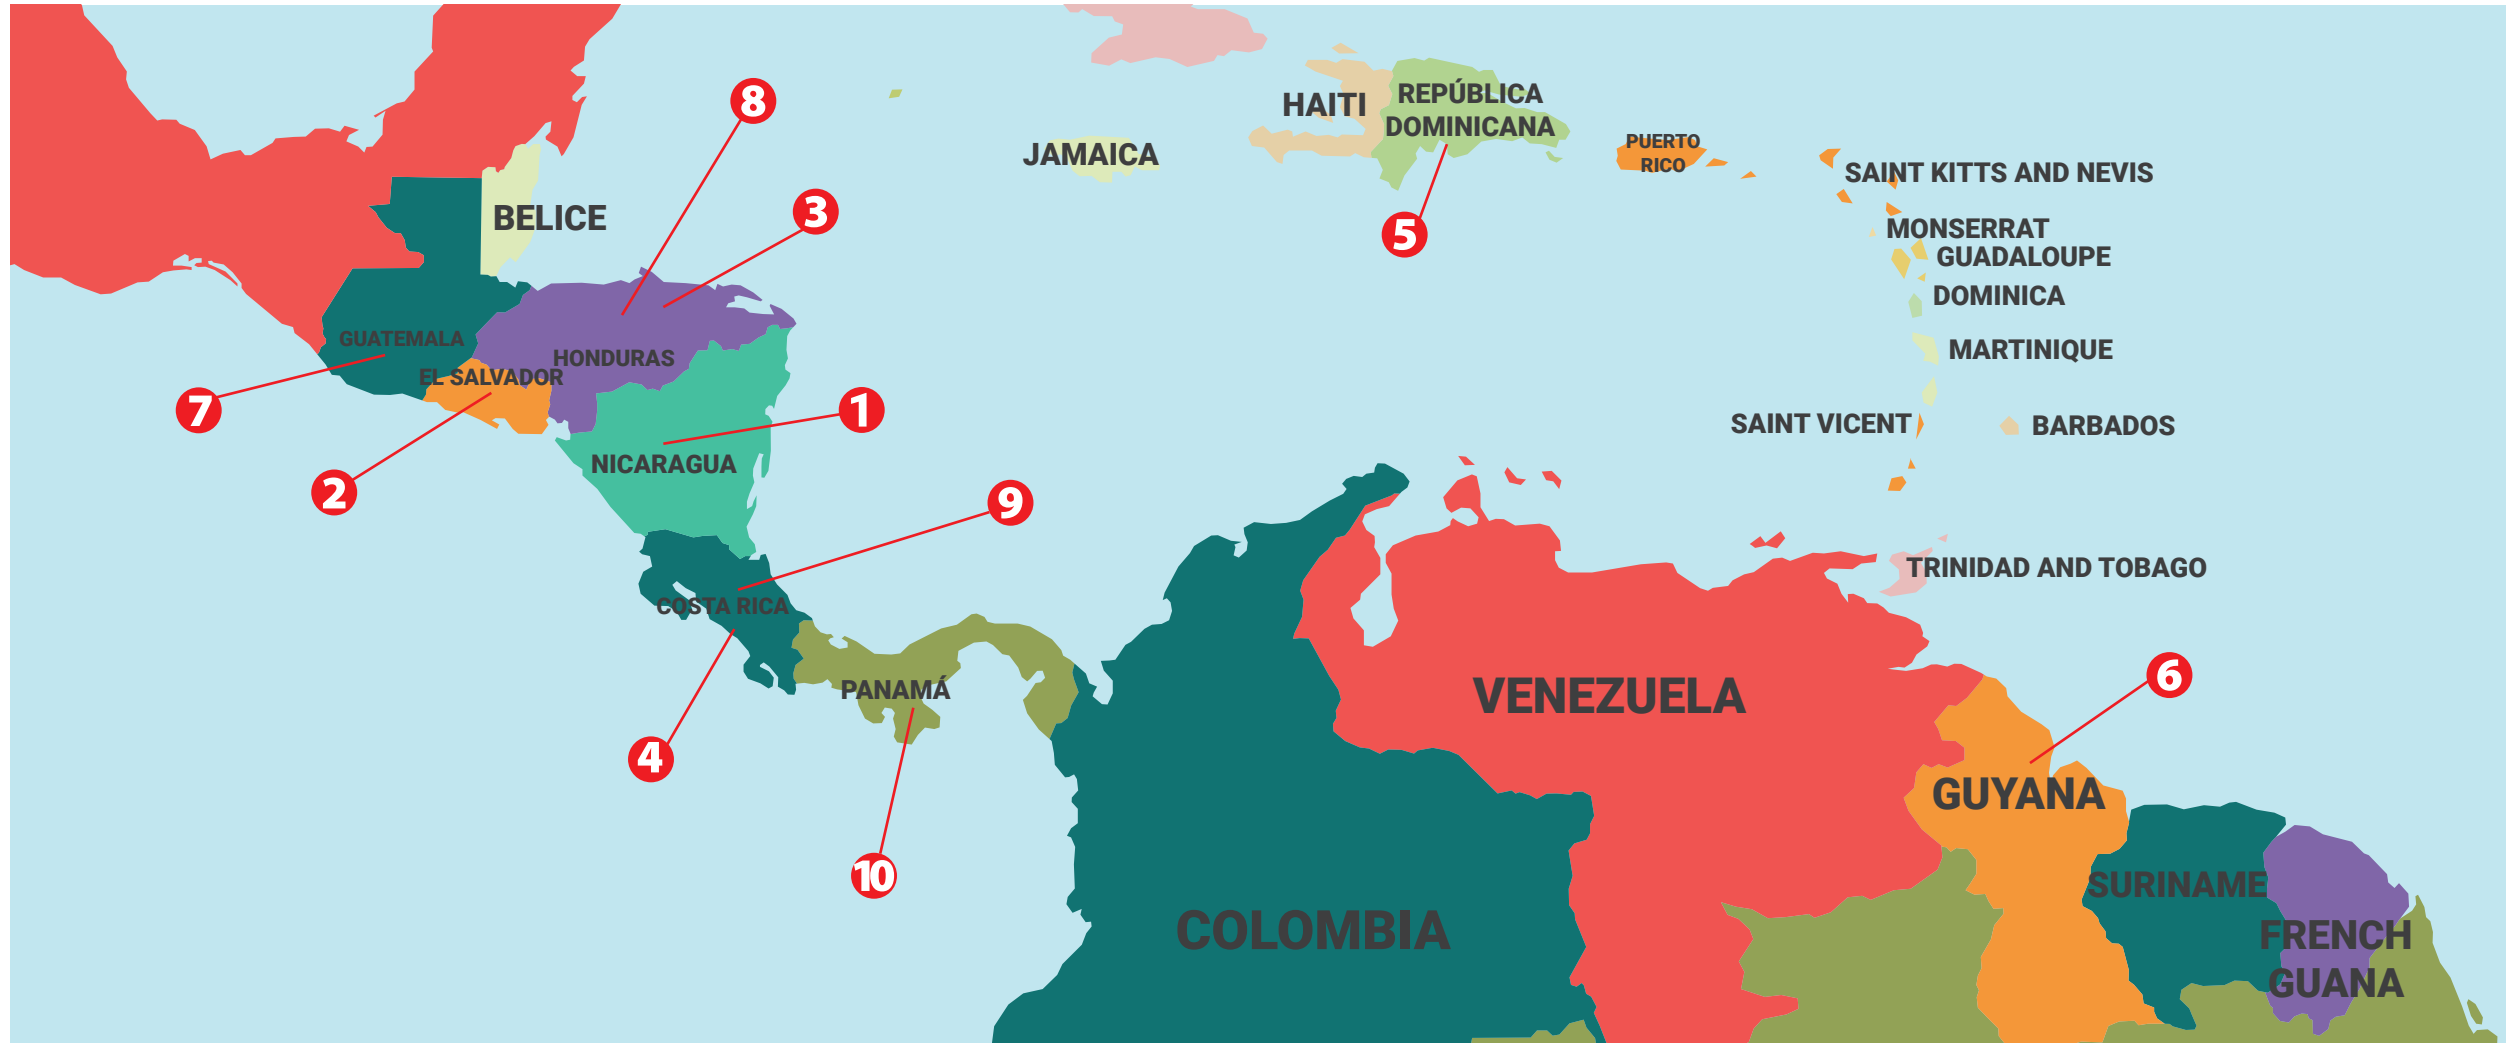 8
HAITI
REPÚBLICA
DOMINICANA
JAMAICA
PUERTO
RICO
SAINT KITTS AND NEVIS
BELICE
3
5
MONSERRAT
GUADALOUPE
DOMINICA
GUATEMALA
HONDURAS
MARTINIQUE
EL SALVADOR
7
1
SAINT VICENT
BARBADOS
NICARAGUA
2
9
TRINIDAD AND TOBAGO
COSTA RICA
PANAMÁ
VENEZUELA
6
4
GUYANA
10
SURINAME
COLOMBIA
FRENCH
GUANA